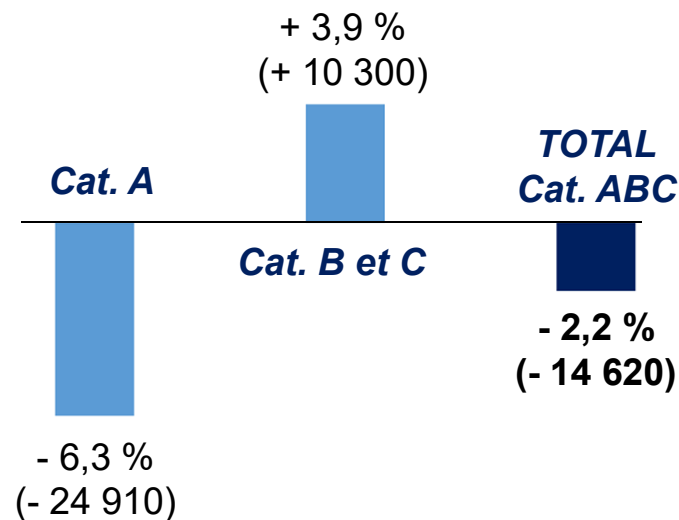 + 3,9 %
(+ 10 300)
Cat. A
TOTAL
Cat. ABC
Cat. B et C
- 2,2 %
(- 14 620)
- 6,3 %
(- 24 910)